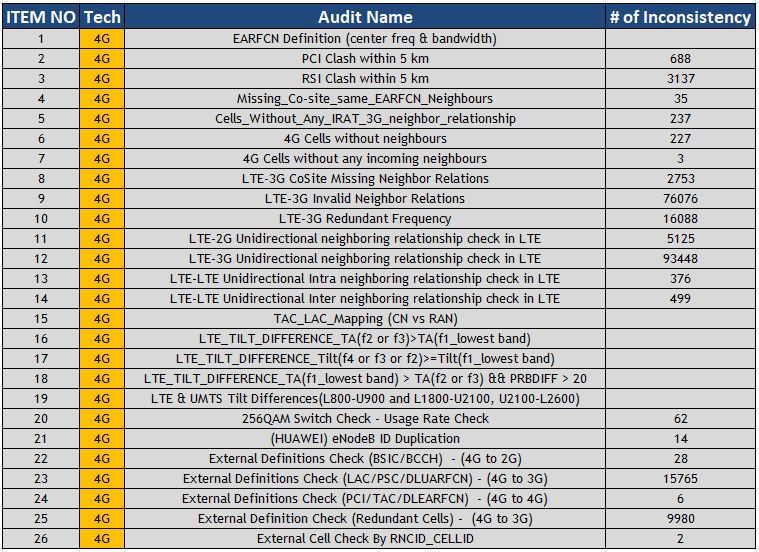 ITEM NO Tech Audit Name # of Inconsistency
1 4G EARFCN Definition (center freq & bandwidth)
2 4G PCI Clash within 5 km 688
3 4G RSI Clash within 5 km 3137
4 4G Missing_Co-site_same_EARFCN_Neighbours 35
5 4G Cells_Without_Any_IRAT_3G_neighbor_relationship 237
6 4G 4G Cells without neighbours 227
7 4G 4G Cells without any incoming neighbours 3
8 4G LTE-3G CoSite Missing Neighbor Relations 2753
9 4G LTE-3G Invalid Neighbor Relations 76076
10 4G LTE-3G Redundant Frequency 16088
11 4G LTE-2G Unidirectional neighboring relationship check in LTE 5125
12 4G LTE-3G Unidirectional neighboring relationship check in LTE 93448
13 4G LTE-LTE Unidirectional Intra neighboring relationship check in LTE 376
14 4G LTE-LTE Unidirectional Inter neighboring relationship check in LTE 499
15 4G TAC_LAC_Mapping (CN vs RAN)
16 4G LTE_TILT_DIFFERENCE_TA(f2 or f3)>TA(f1_lowest band)
17 4G LTE_TILT_DIFFERENCE_Tilt(f4 or f3 or f2)>=Tilt(f1_lowest band)
18 4G LTE_TILT_DIFFERENCE_TA(f1_lowest band) > TA(f2 or f3) && PRBDIFF > 20
19 4G LTE & UMTS Tilt Differences(L800-U900 and L1800-U2100, U2100-L2600)
20 4G 256QAM Switch Check - Usage Rate Check 62
21 4G (HUAWEI) eNodeB ID Duplication 14
22 4G External Definitions Check (BSIC/BCCH) - (4G to 2G) 28
23 4G External Definitions Check (LAC/PSC/DLUARFCN) - (4G to 3G) 15765
24 4G External Definitions Check (PCI/TAC/DLEARFCN) - (4G to 4G) 6
25 4G External Definition Check (Redundant Cells) - (4G to 3G) 9980
26 4G External Cell Check By RNCID_CELLID 2